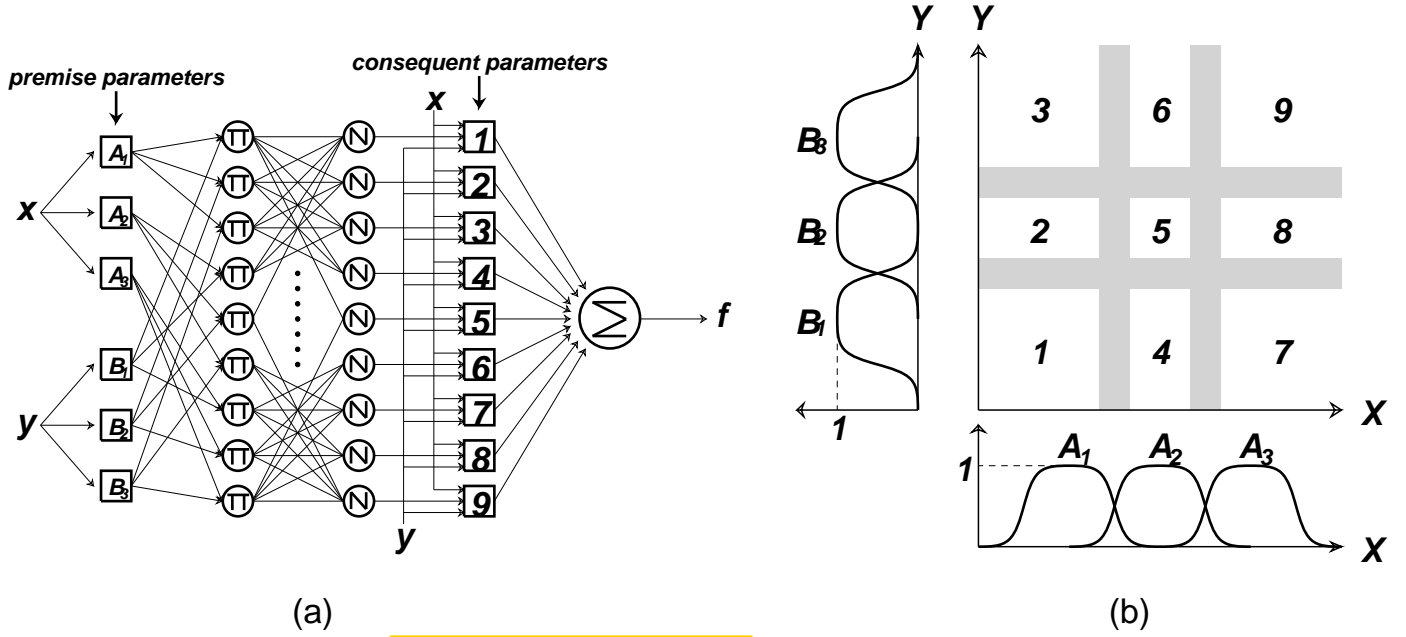 premise parameters
consequent parameters
x
x
y
A1
A2
A3
B1
B2
B3
Π
Π
Π
Π
Π
Π
Π
Π
Π
N
N
N
N
N
N
N
N
N
1
2
3
4
5
6
7
8
9
y
Σ
f
(a)
Y
Y
B3
B2
B1
1
3 6 9
2 5 8
1 4 7
X
A1 A2 A3
1
X
(b)